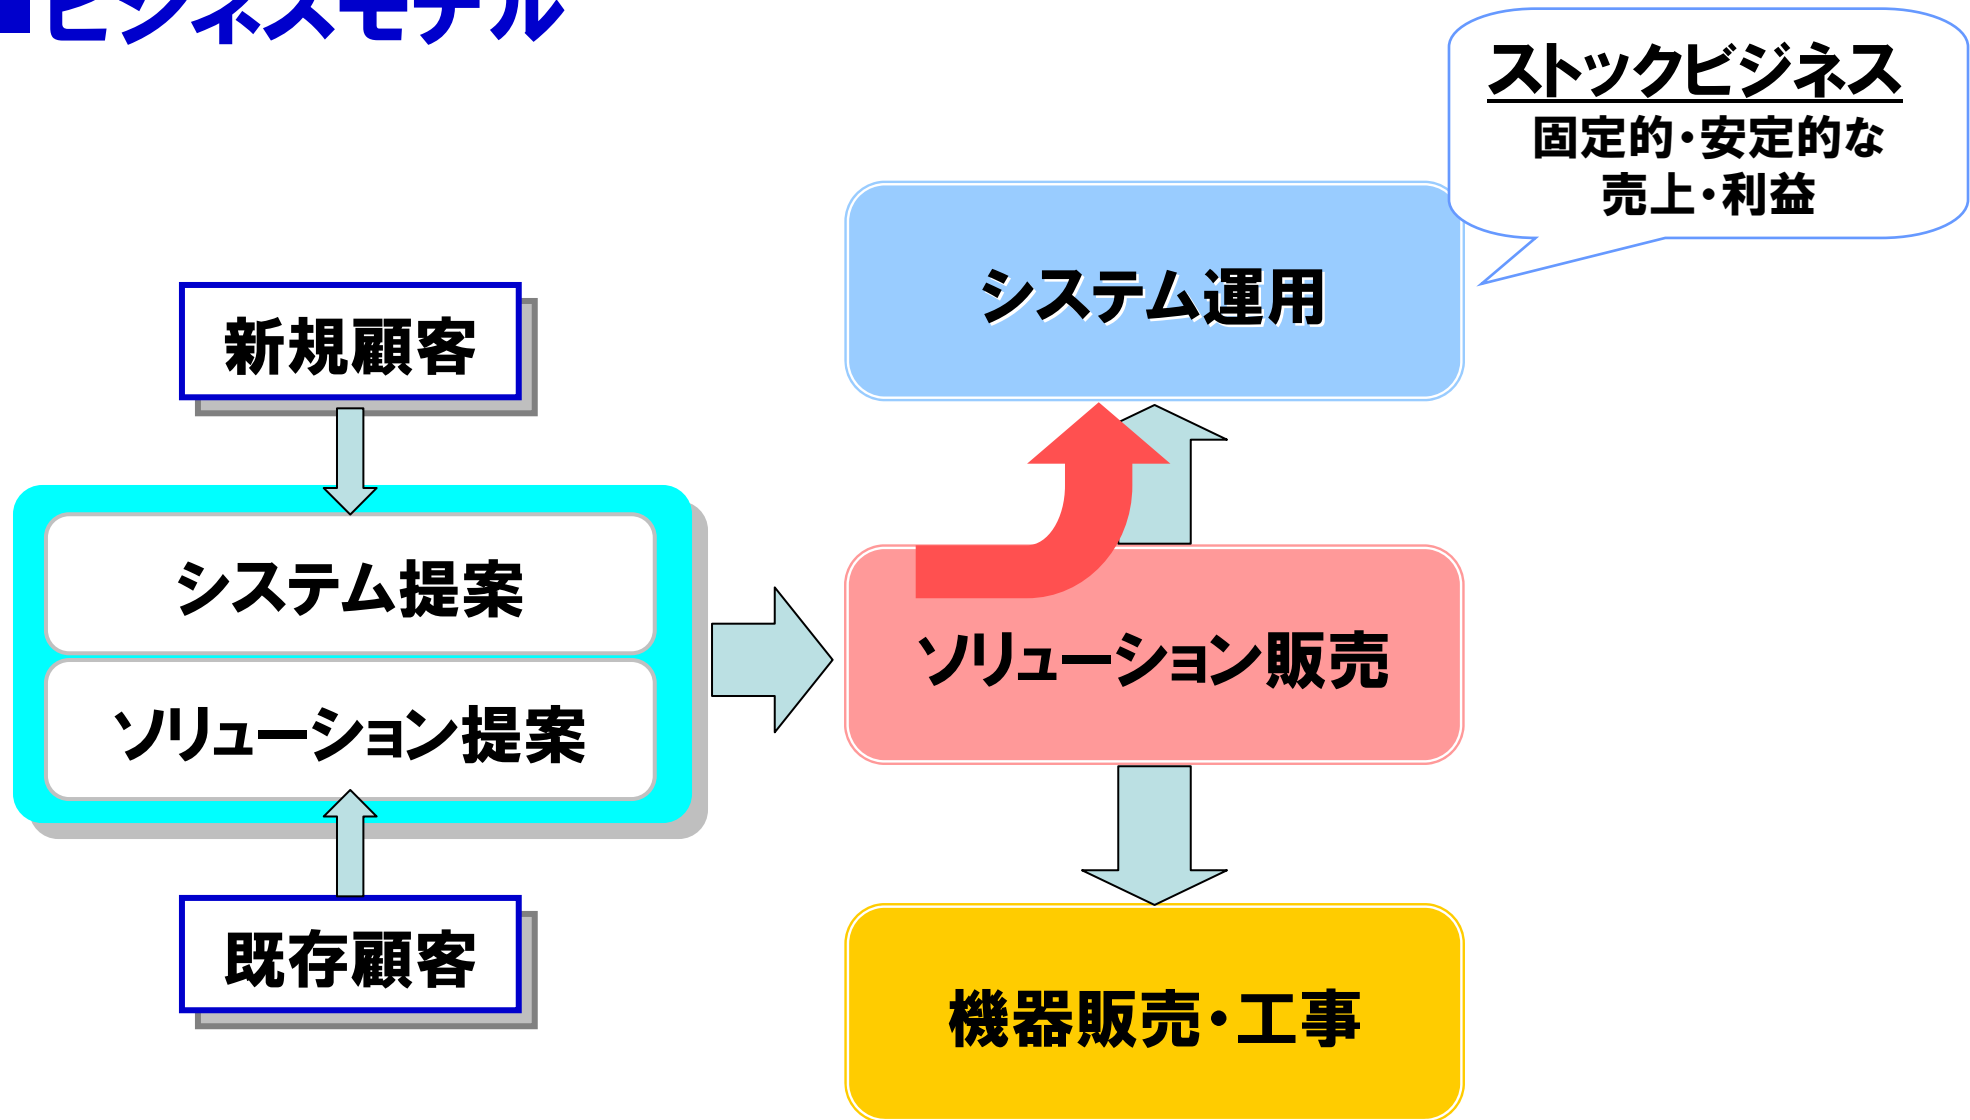 ■ビジネスモデル
ストックビジネス
固定的・安定的な
売上・利益
システム運用
新規顧客
システム提案
ソリューション提案
ソリューション販売
既存顧客
機器販売・工事